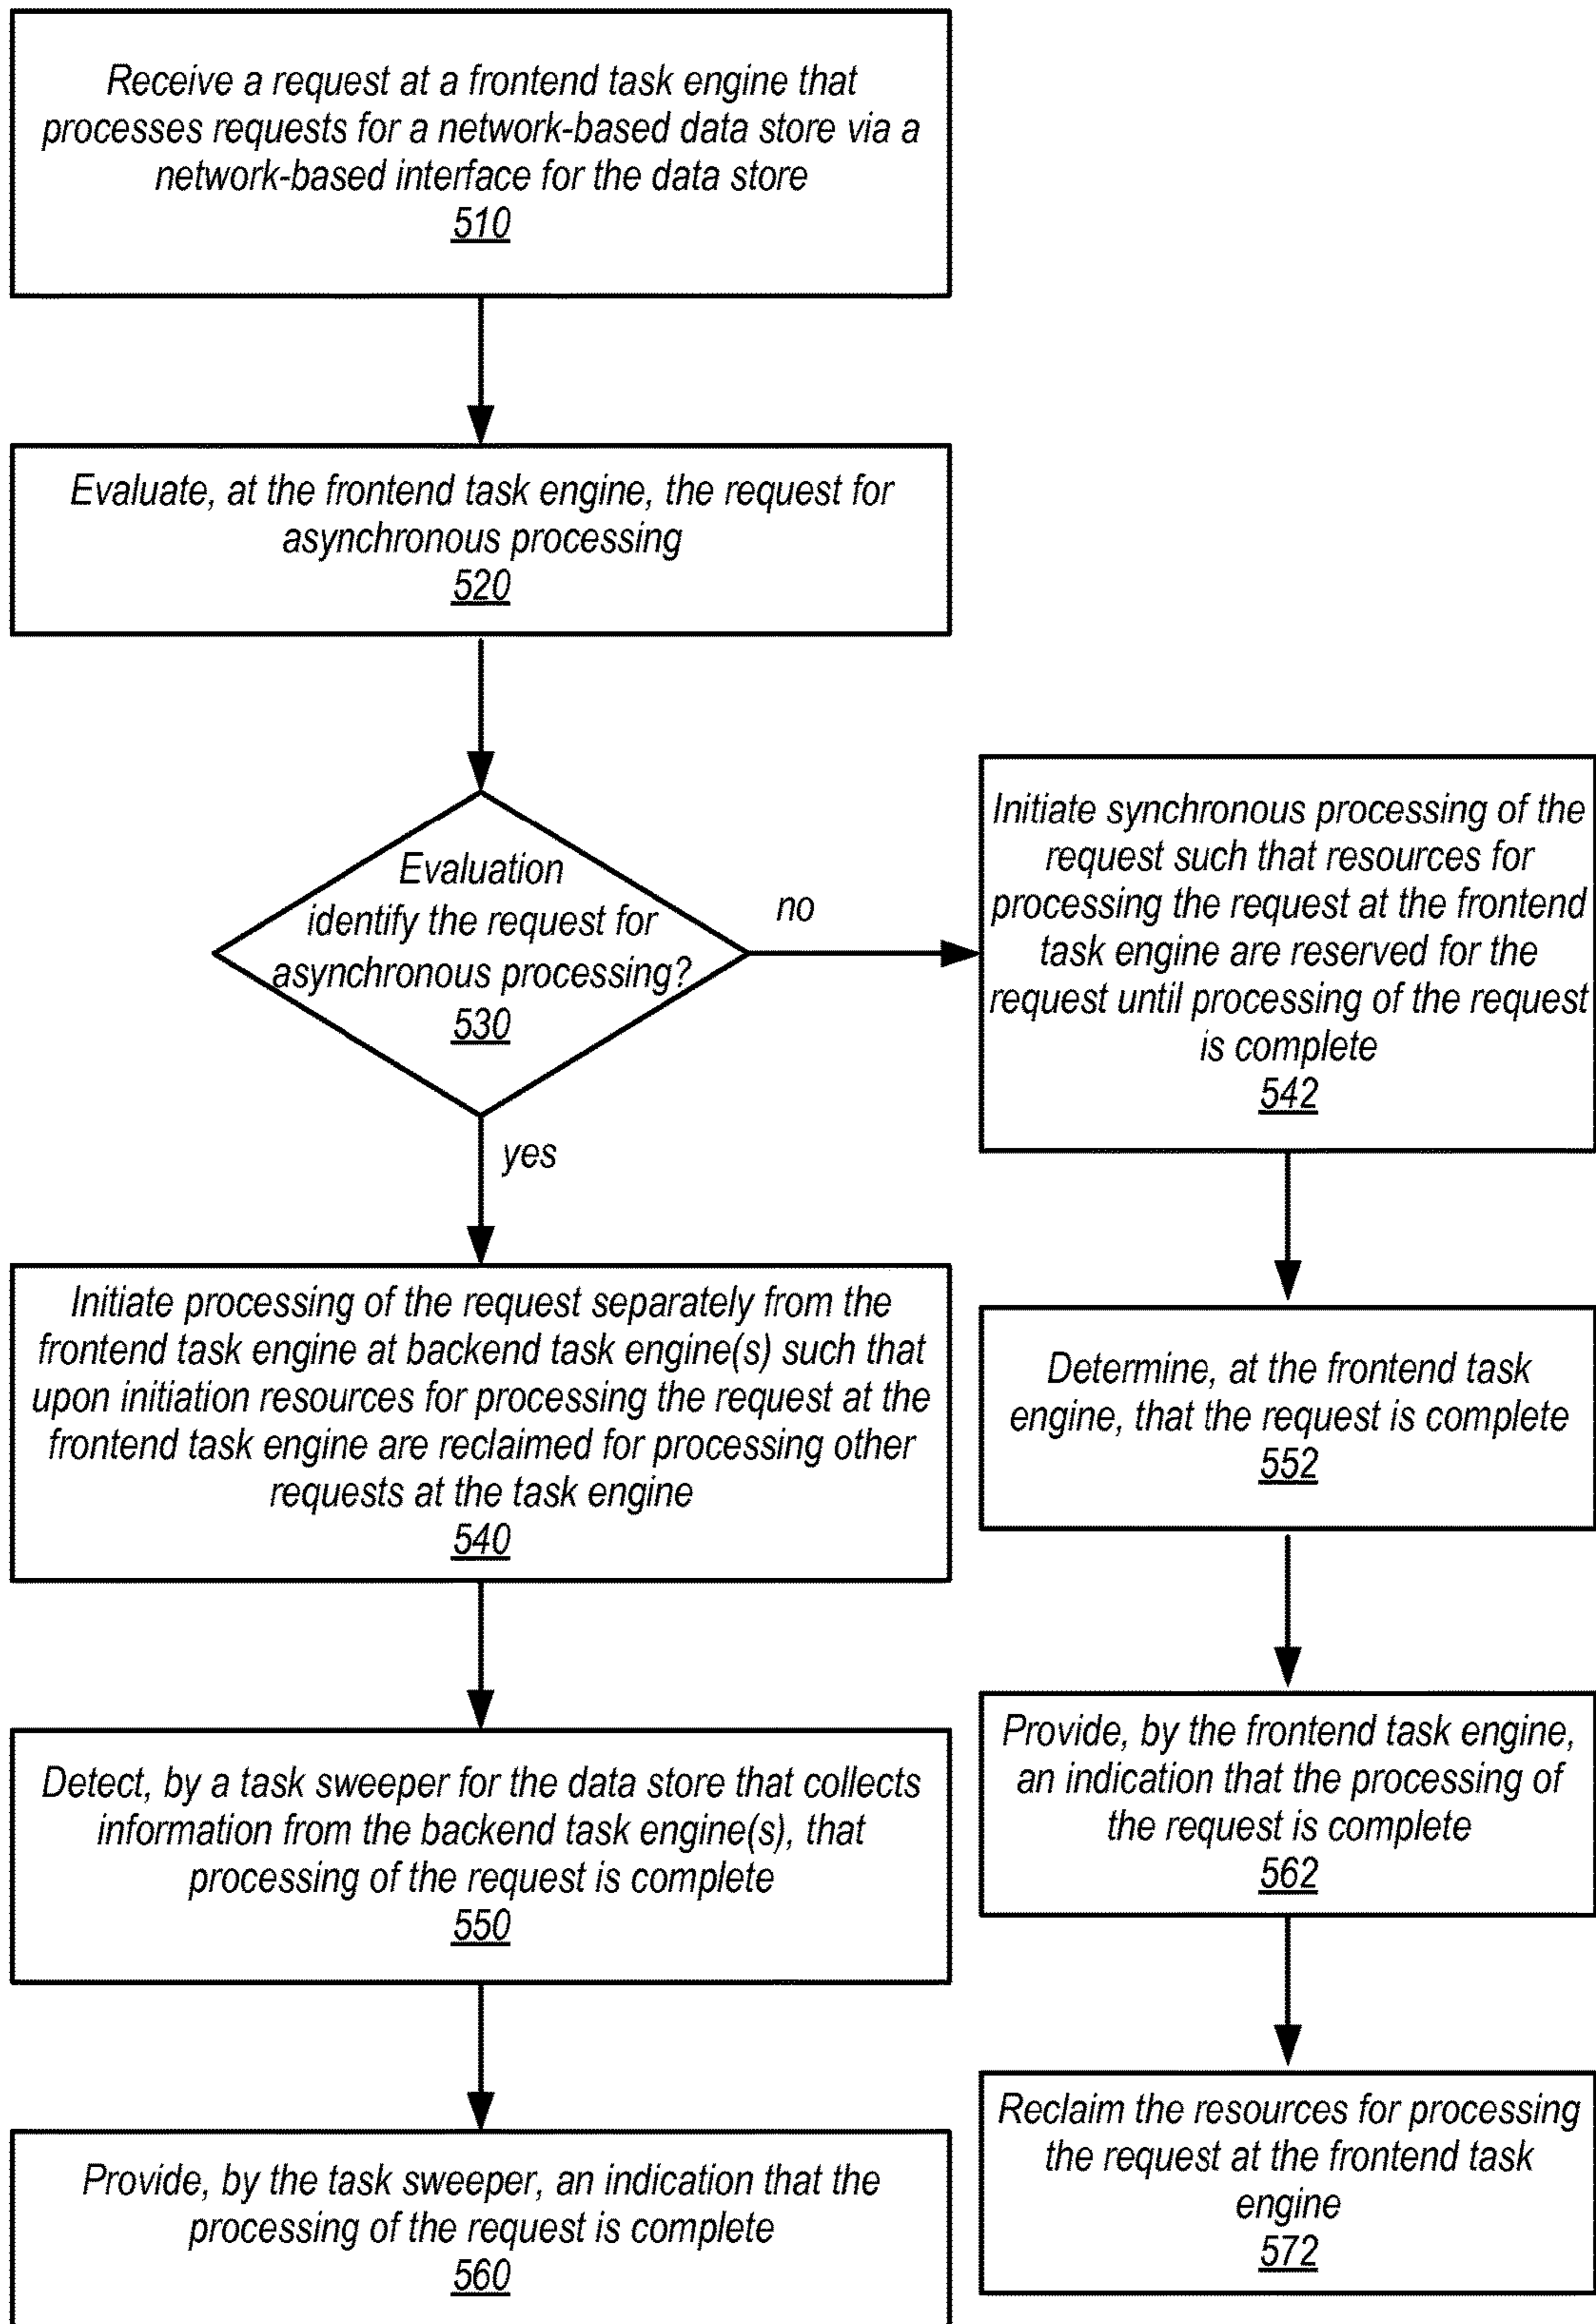 Receive a request at a frontend task engine that
processes requests for a network-based data store via a
network-based interface for the data store
510
Evaluate, at the frontend task engine, the request for
asynchronous processing
520
Evaluation
identify the request for
asynchronous processing?
530
no
yes
Initiate processing of the request separately from the
frontend task engine at backend task engine(s) such that
upon initiation resources for processing the request at the
frontend task engine are reclaimed for processing other
requests at the task engine
540
Detect, by a task sweeper for the data store that collects
information from the backend task engine(s), that
processing of the request is complete
550
Provide, by the task sweeper, an indication that the
processing of the request is complete
560
Initiate synchronous processing of the
request such that resources for
processing the request at the frontend
task engine are reserved for the
request until processing of the request
is complete
542
Determine, at the frontend task
engine, that the request is complete
552
Provide, by the frontend task engine,
an indication that the processing of
the request is complete
562
Reclaim the resources for processing
the request at the frontend task
engine
572